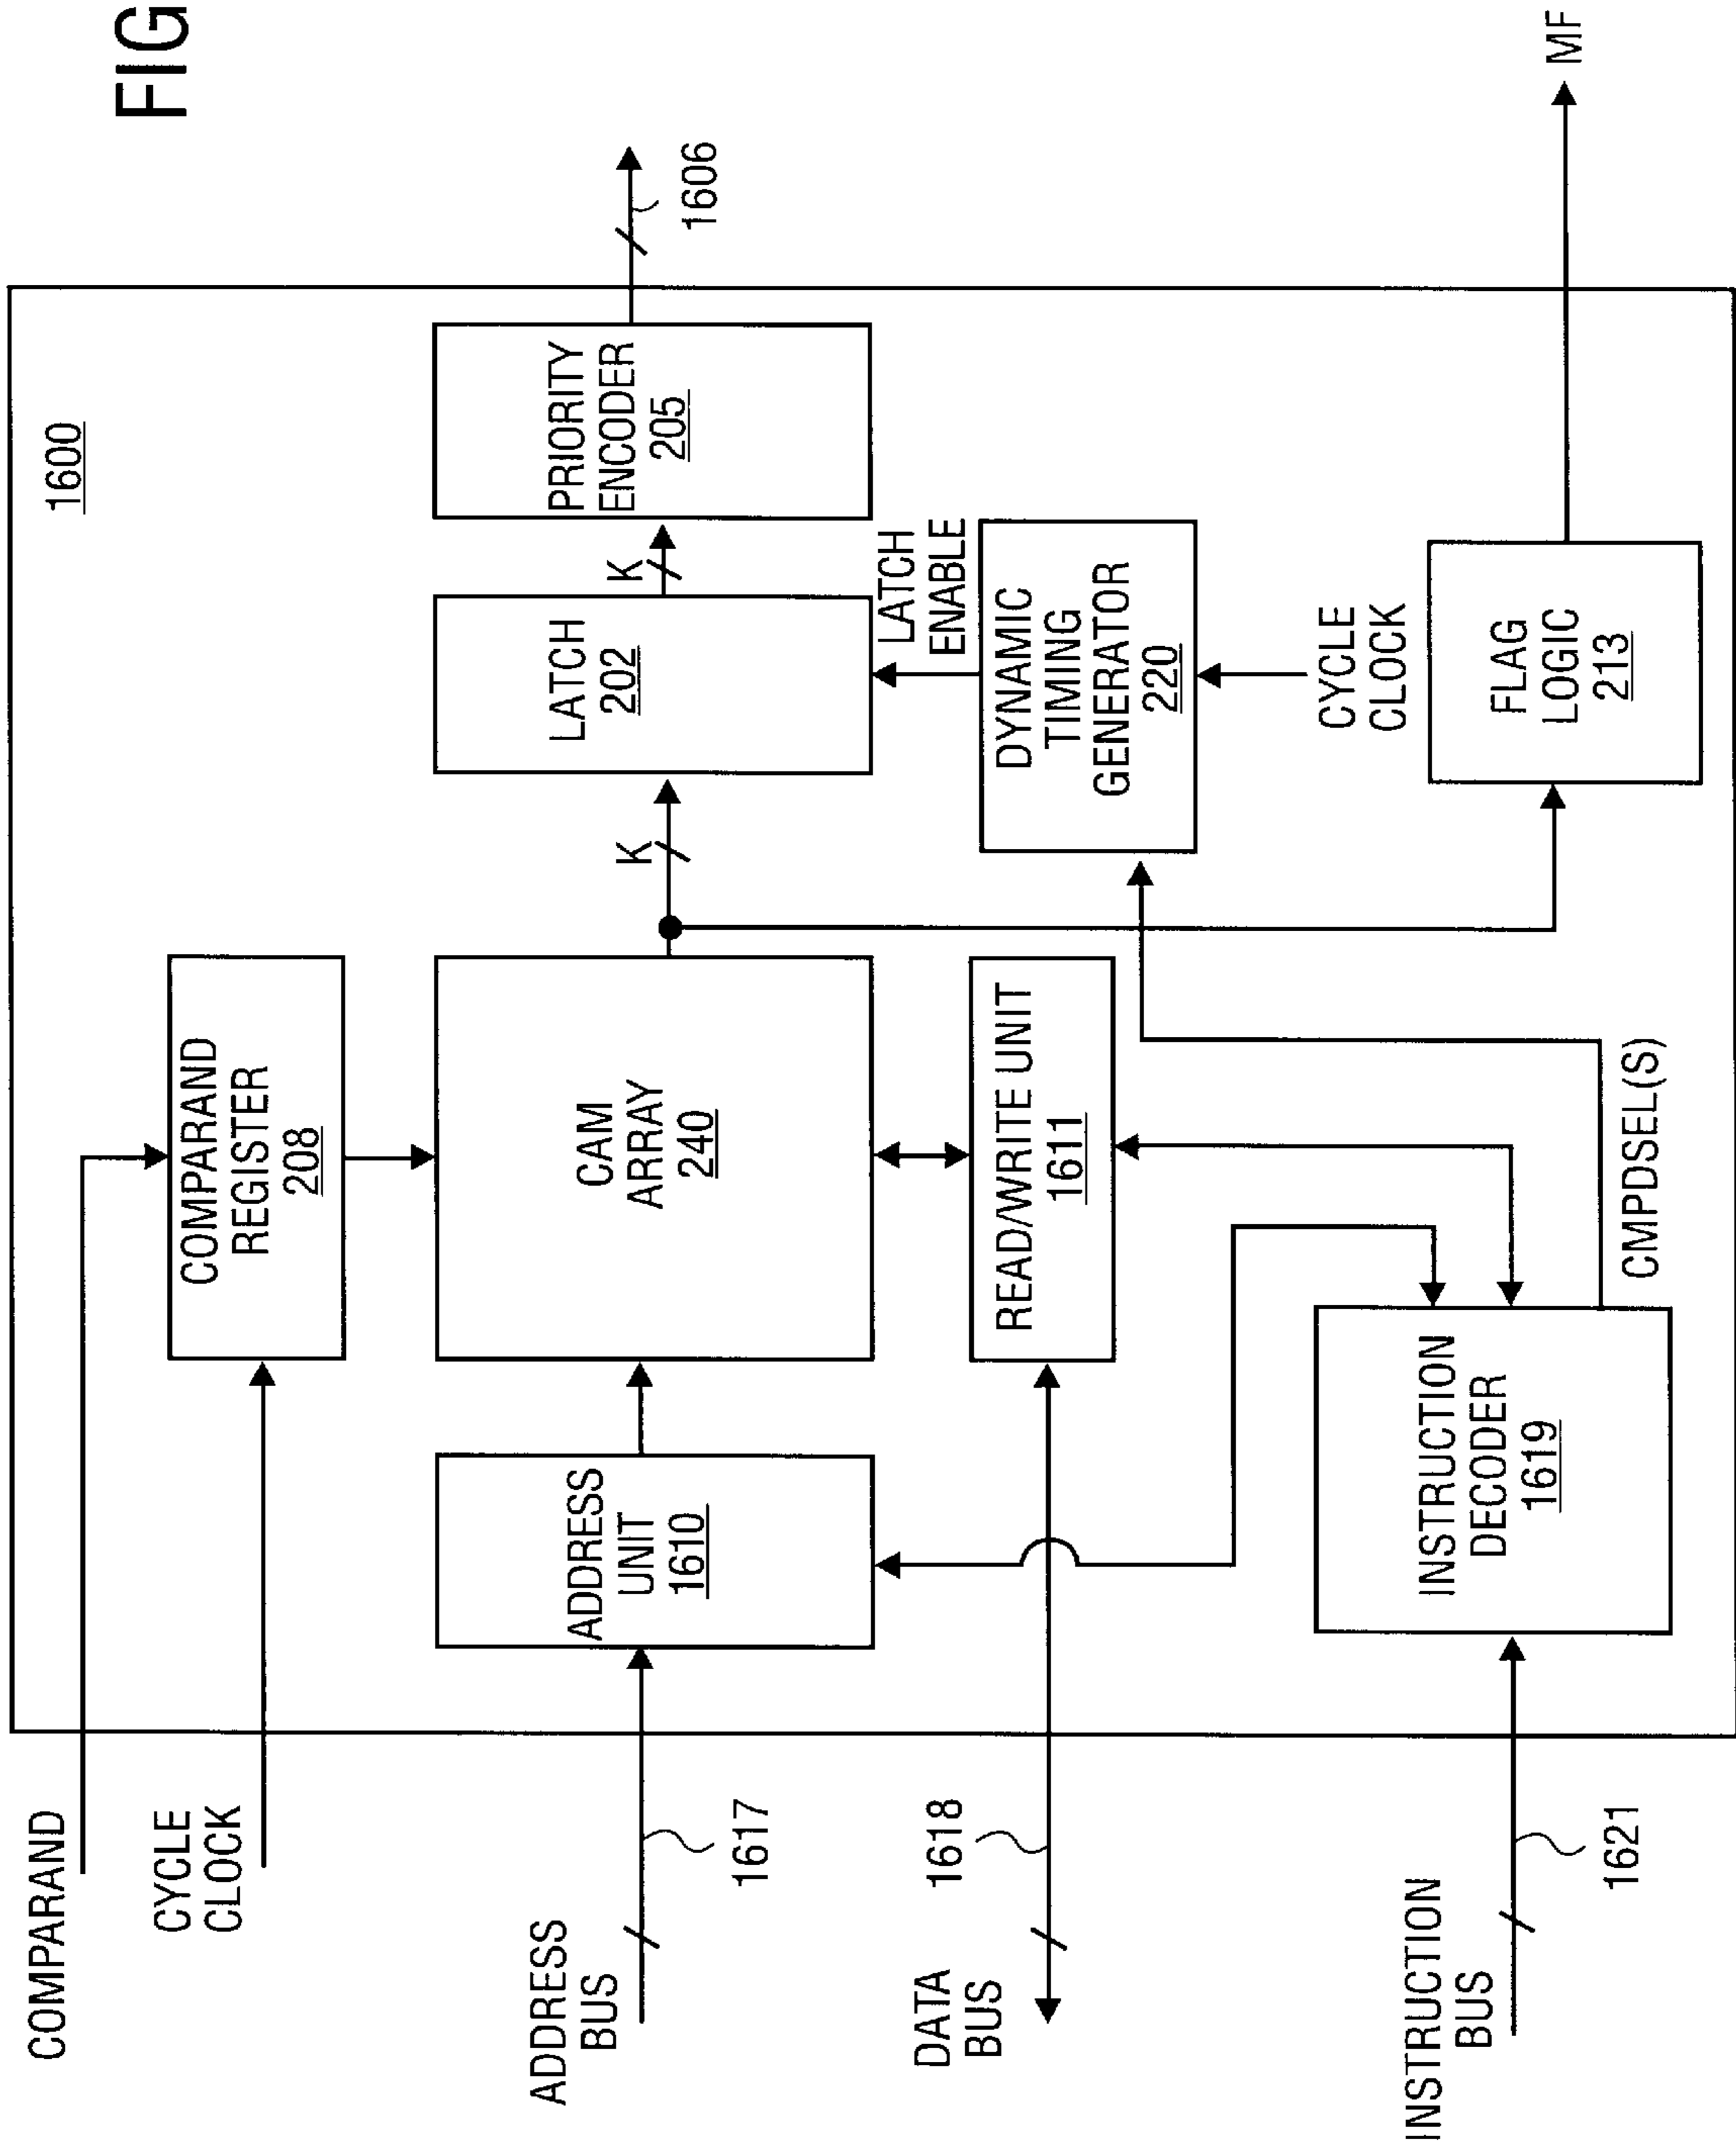 FIG
1600
COMPARAND
CYCLE
CLOCK
COMPARAND
REGISTER
208
ADDRESS
BUS
1617
ADDRESS
UNIT
1610
CAM
ARRAY
240
K
LATCH
202
K
PRIORITY
ENCODER
205
1606
LATCH
ENABLE
DATA
BUS
1618
READ/WRITE UNIT
1611
DYNAMIC
TIMING
GENERATOR
220
CYCLE
CLOCK
INSTRUCTION
BUS
1621
INSTRUCTION
DECODER
1619
CMPDSEL(S)
FLAG
LOGIC
213
MF